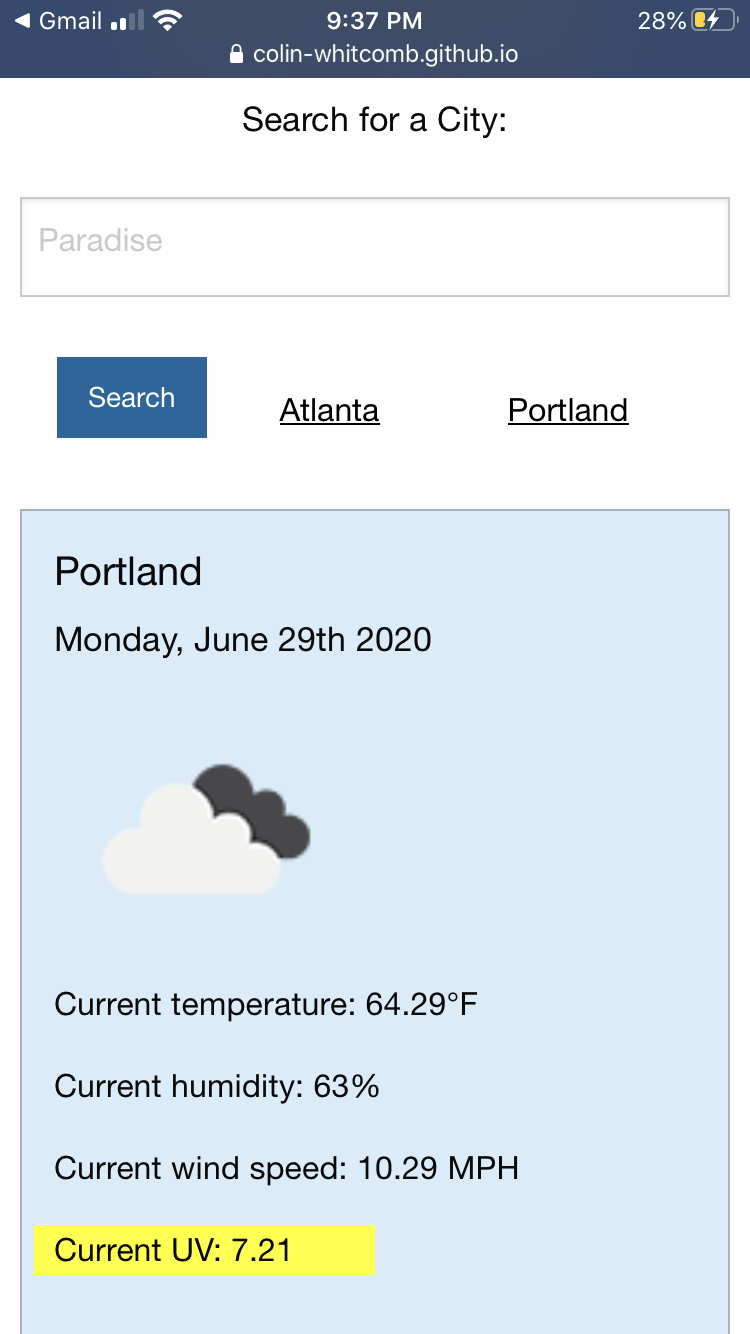 Gmail 9:37 PM 28%
colin-whitcomb.github.io
Search for a City:
Paradise
Search Atlanta Portland
Portland
Monday, June 29th 2020
Current temperature: 64.29°F
Current humidity: 63%
Current wind speed: 10.29 MPH
Current UV: 7.21